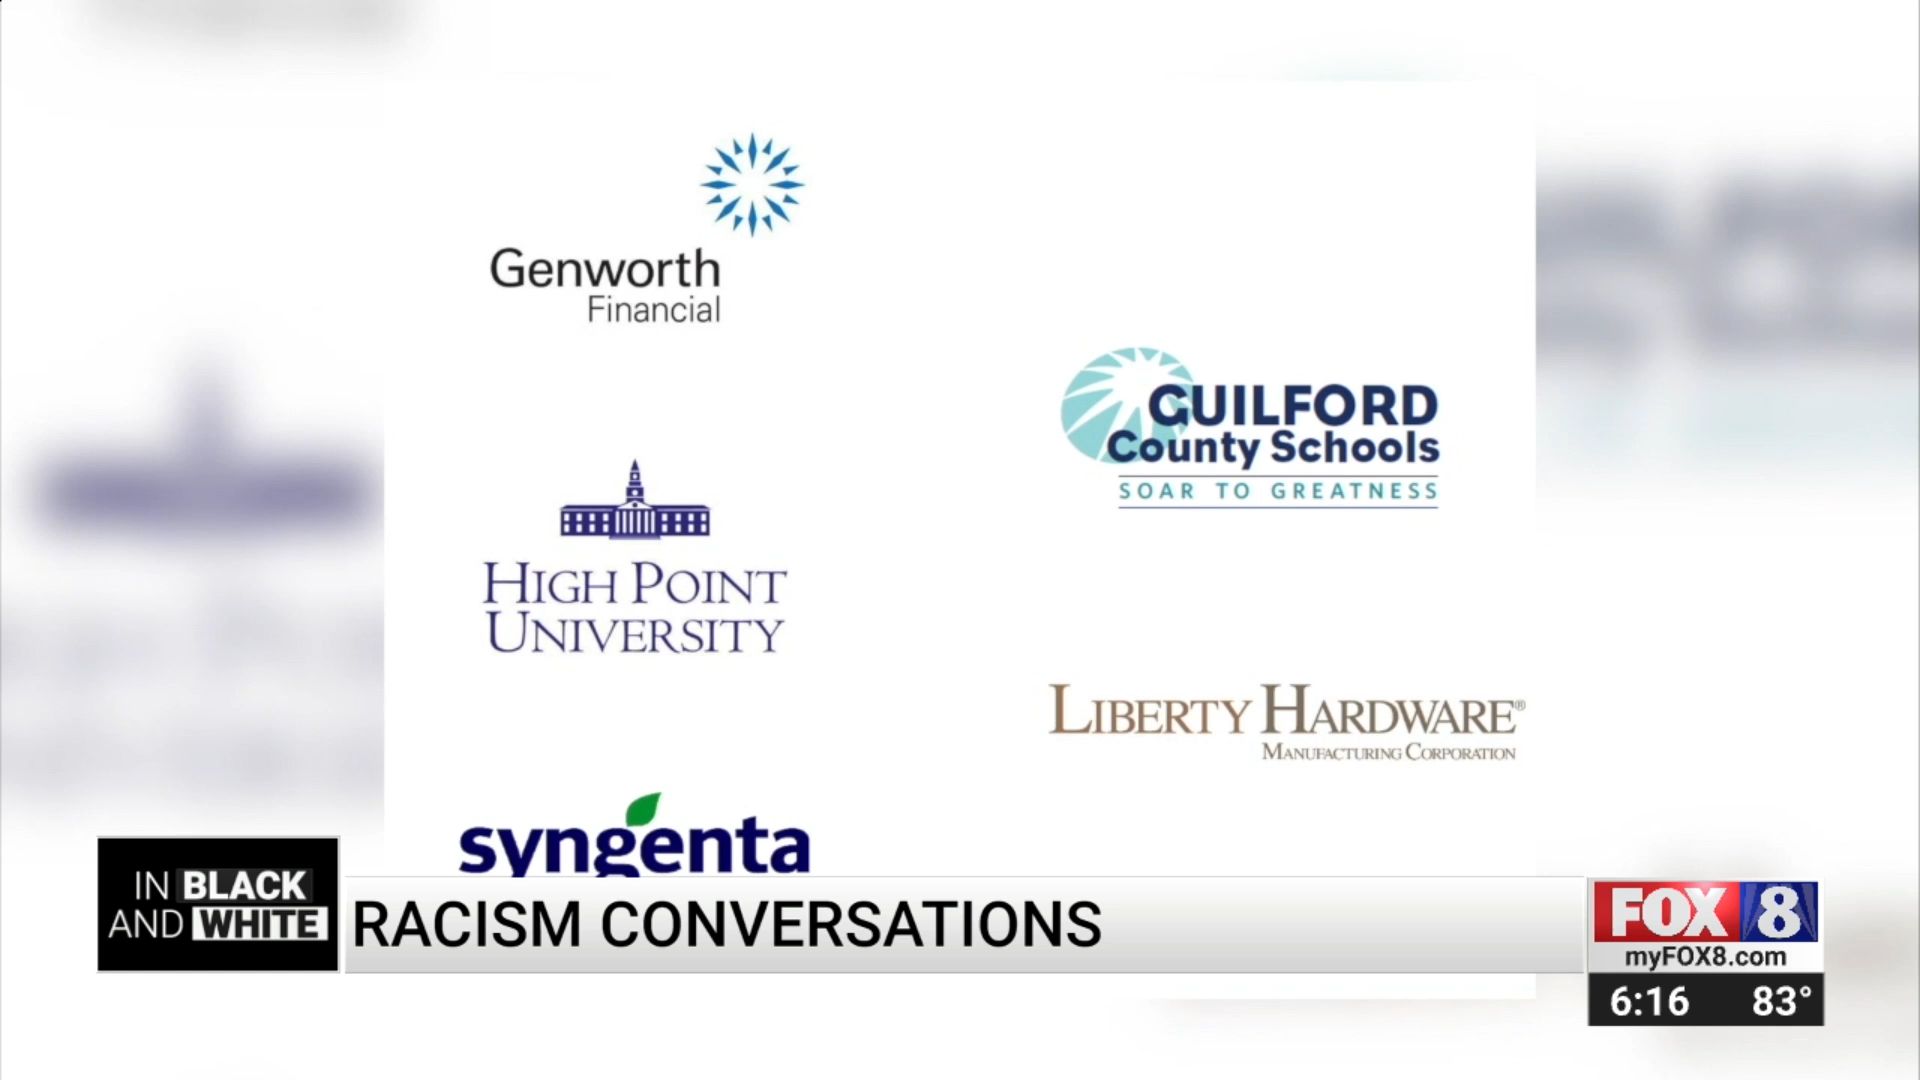 Genworth
Financial
GUILFORD
County Schools
SOAR TO GREATNESS
HIGH POINT
UNIVERSITY
LIBERTY HARDWARE®
MANUFACTURING CORPORATION
syngenta
IN BLACK
AND WHITE
RACISM CONVERSATIONS
FOX 8
myFOX8.com
6:16 83°